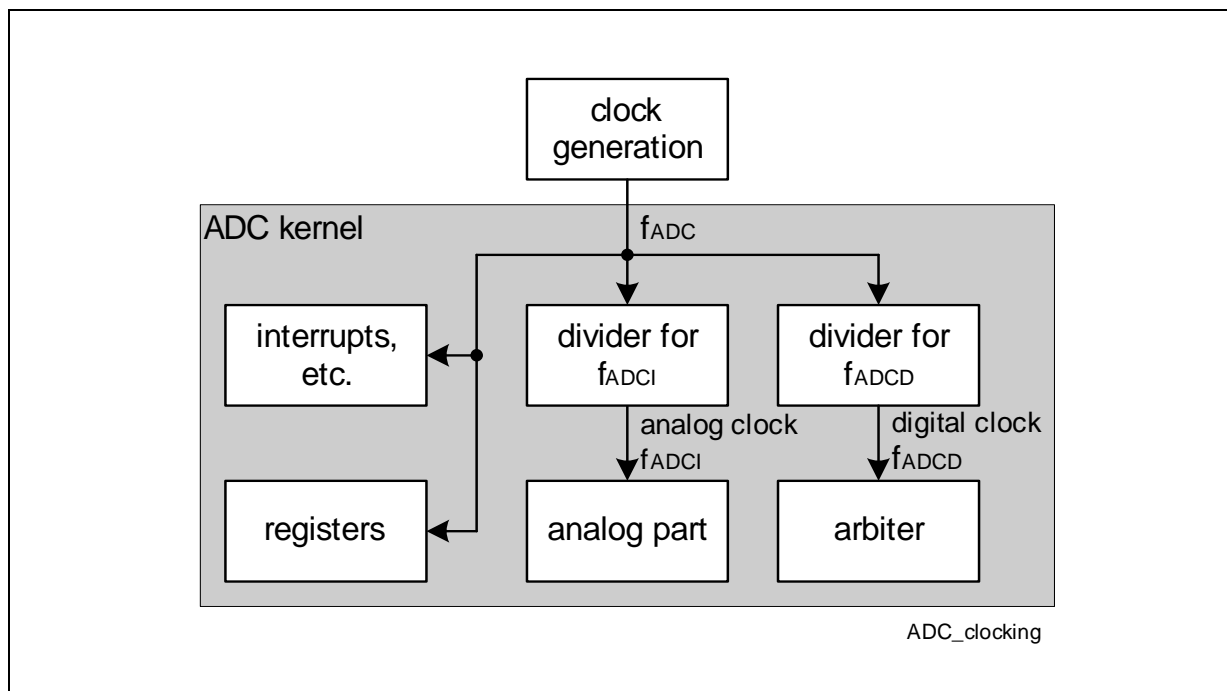 clock
generation
ADC kernel
fADC
interrupts,
etc.
divider for
fADCI
divider for
fADCD
analog clock
fADCI
digital clock
fADCD
registers
analog part
arbiter
ADC_clocking